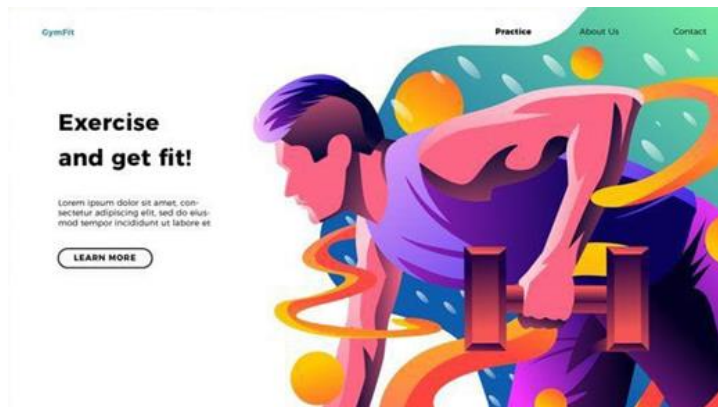 GymFit
Practice
About Us
Contact
Exercise
and get fit!
Lorem ipsum dolor sit amet, con-
sectetur adipiscing elit, sed do eius-
mod tempor incididunt ut labore et
LEARN MORE